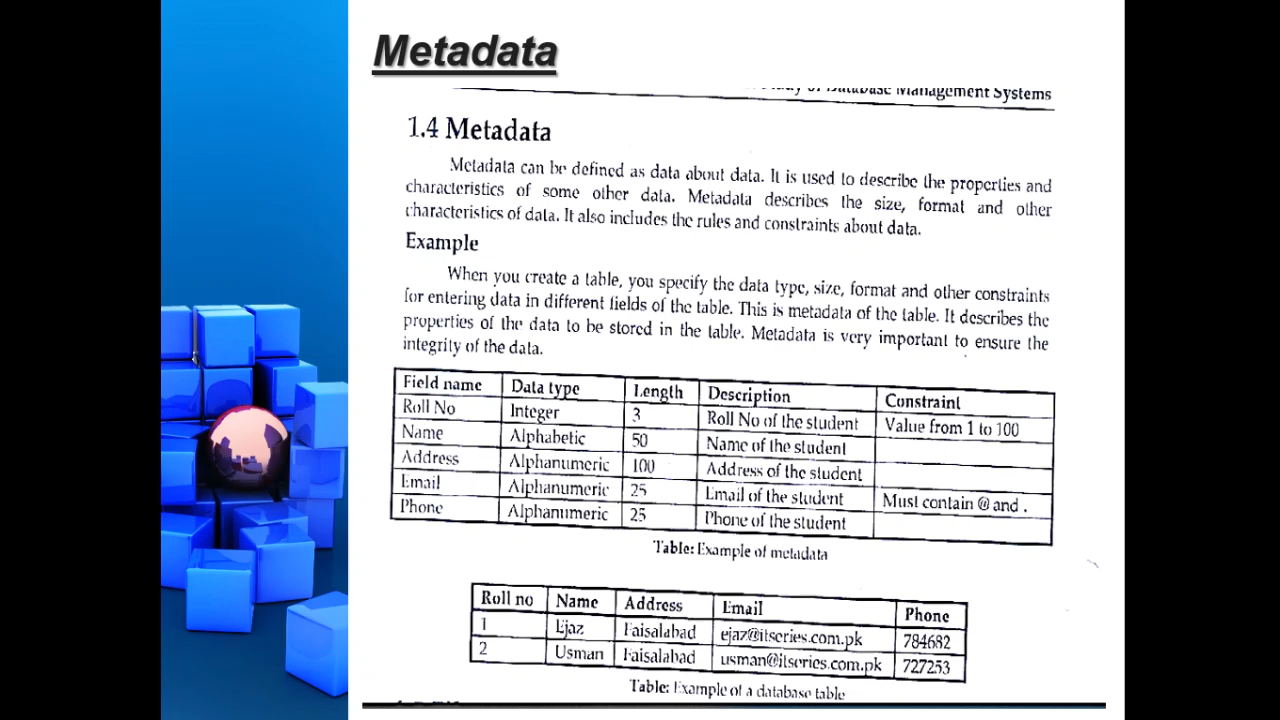 Metadata
Database Management Systems
1.4 Metadata
Metadata can be defined as data about data. It is used to describe the properties and
characteristics of some other data. Metadata describes the size, format and other
characteristics of data. It also includes the rules and constraints about data.
Example
When you create a table, you specify the data type, size, format and other constraints
for entering data in different fields of the table. This is metadata of the table. It describes the
properties of the data to be stored in the table. Metadata is very important to ensure the
integrity of the data.
Field name Data type Length Description Constraint
Roll No Integer 3 Roll No of the student Value from 1 to 100
Name Alphabetic 50 Name of the student
Address Alphanumeric 100 Address of the student
Email Alphanumeric 25 Email of the student Must contain @ and .
Phone Alphanumeric 25 Phone of the student
Table: Example of metadata
Roll no Name Address Email Phone
1 Ejaz Faisalabad ejaz@itseries.com.pk 784682
2 Usman Faisalabad usman@itseries.com.pk 727253
Table: Example of a database table